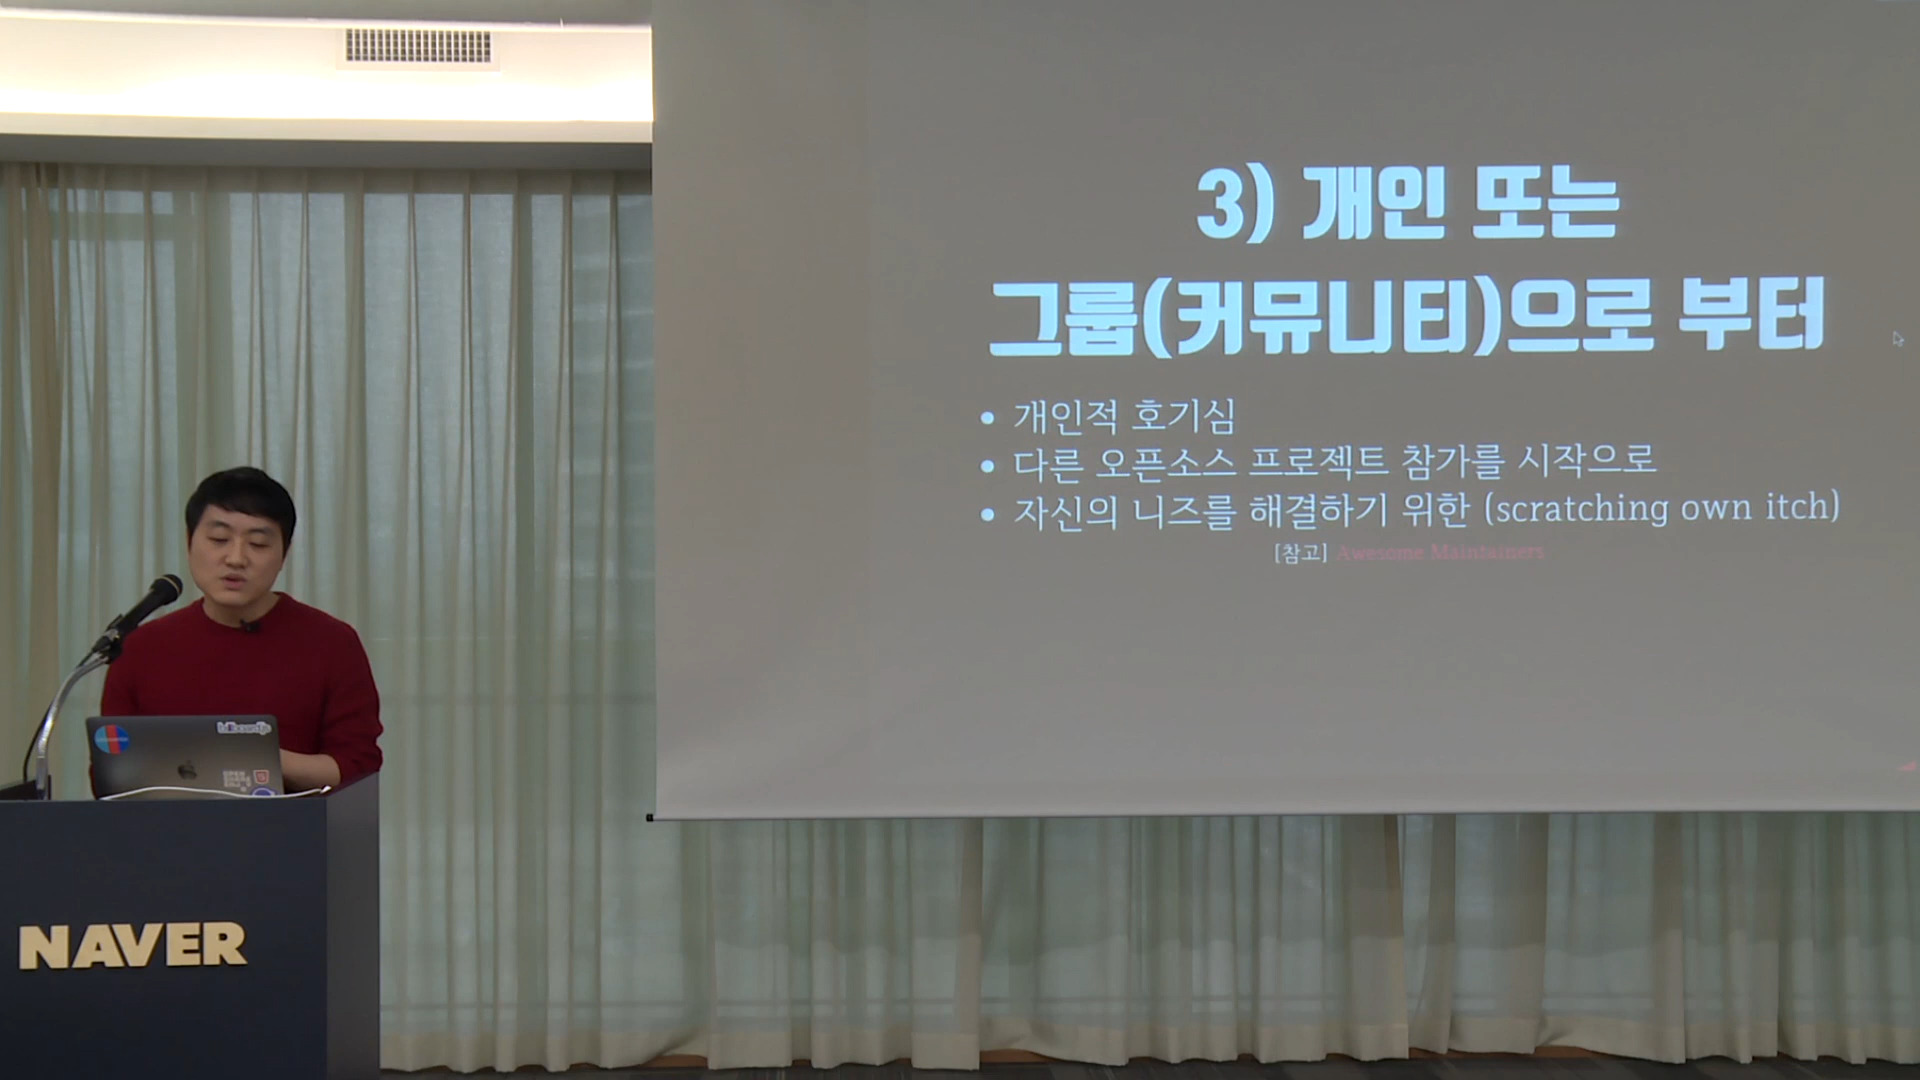 3) 개인 또는
그룹(커뮤니티)으로 부터
• 개인적 호기심
• 다른 오픈소스 프로젝트 참가를 시작으로
• 자신의 니즈를 해결하기 위한 (scratching own itch)
[참고] Awesome Maintainers
NAVER